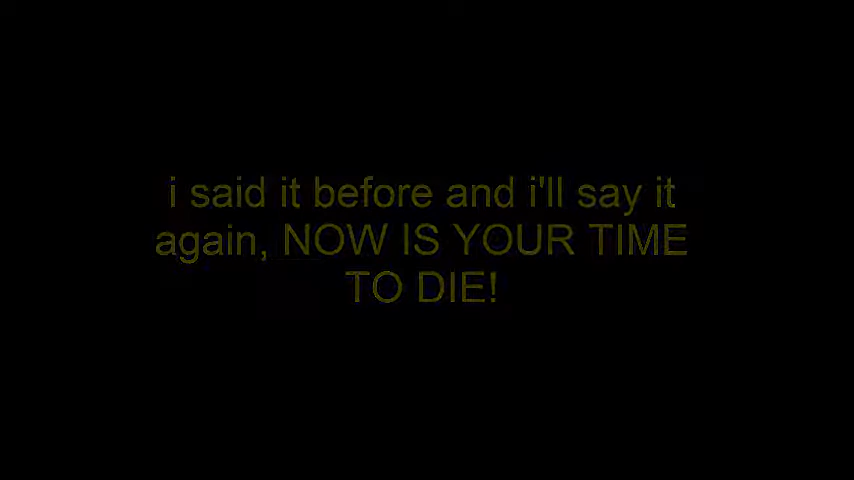 i said it before and i'll say it
again, NOW IS YOUR TIME
TO DIE!